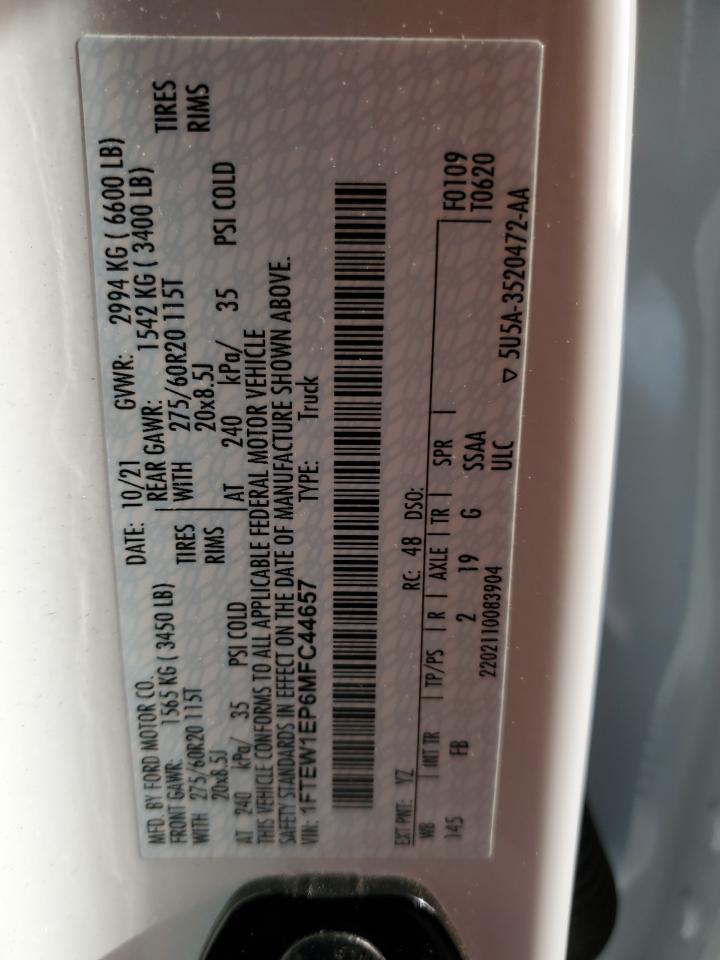 MFD. BY FORD MOTOR CO.
DATE: 10/21 GVWR: 2994 KG ( 6600 LB)
FRONT GAWR: 1565 KG ( 3450 LB) REAR GAWR: 1542 KG ( 3400 LB)
WITH 275/60R20 115T TIRES WITH 275/60R20 115T TIRES
20x8.5J RIMS 20x8.5J RIMS
AT 240 kPa/ 35 PSI COLD AT 240 kPa/ 35 PSI COLD
THIS VEHICLE CONFORMS TO ALL APPLICABLE FEDERAL MOTOR VEHICLE
SAFETY STANDARDS IN EFFECT ON THE DATE OF MANUFACTURE SHOWN ABOVE.
VIN: 1FTEW1EP6MFC44657 TYPE: Truck
EXT PNT: YZ RC: 48 DSO: F0109
WB INT TR TP/PS R AXLE TR SPR T0620
145 FB 2 19 G SSAA
2202110083904 ULC
5U5A-3520472-AA